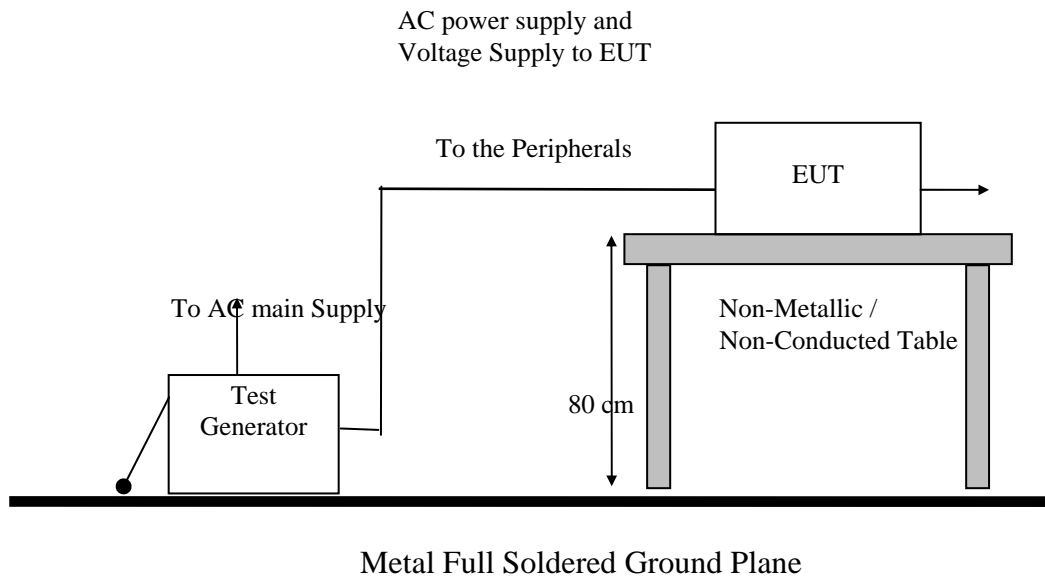 AC power supply and
Voltage Supply to EUT
To the Peripherals
EUT
To AC main Supply
Non-Metallic /
Non-Conducted Table
Test
Generator
80 cm
Metal Full Soldered Ground Plane